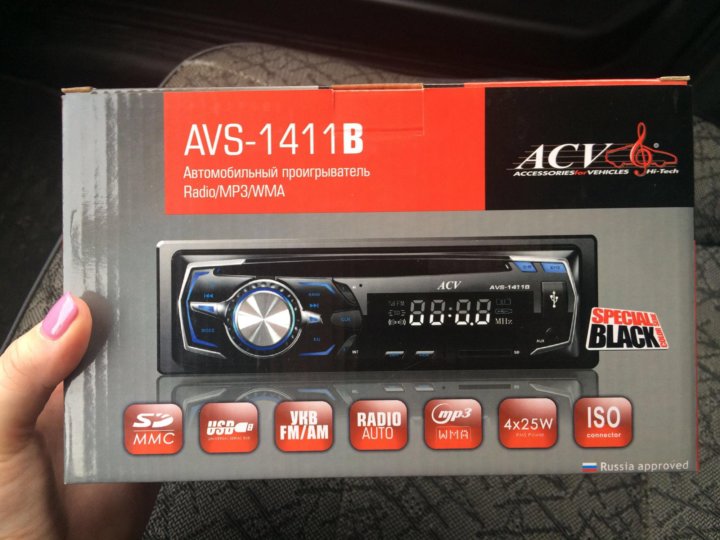 AVS-1411B
Автомобильный проигрыватель
Radio/MP3/WMA
ACV
ACCESSORIES for VEHICLES
Hi-Tech
ACV
AVS-1411B
88:8.8
MHz
AUX
SPECIAL
BLACK
SD
MMC
USB
УКВ
FM/AM
RADIO
AUTO
mp3
WMA
4x25W
ISO
connector
Russia approved